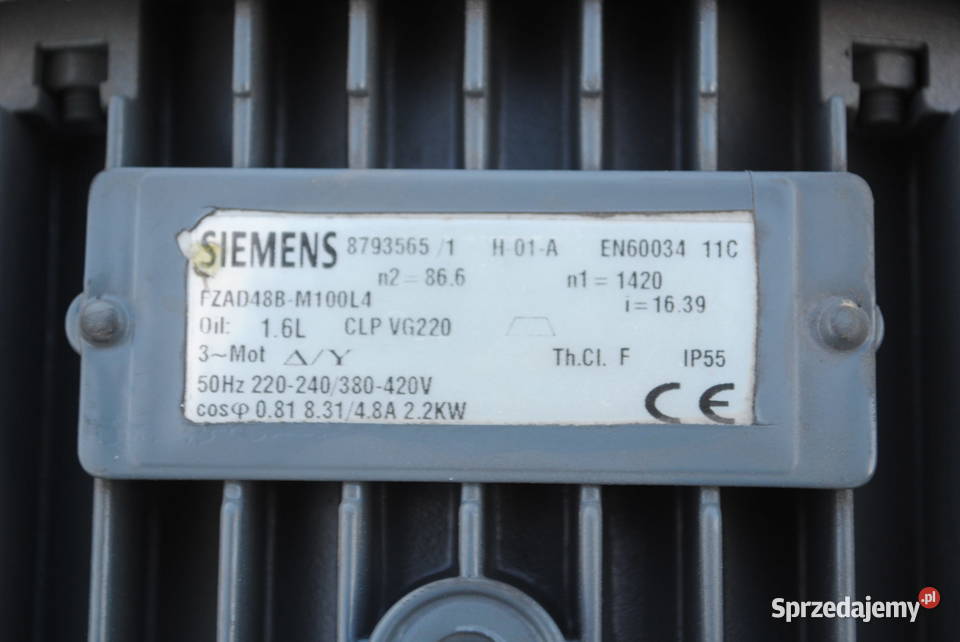 SIEMENS 8793565 /1 H-01-A EN60034 11C
n2 = 86.6 n1 = 1420
FZAD48B-M100L4 i = 16.39
Oil: 1.6L CLP VG220
3~Mot Δ/Y Th.Cl. F IP55
50Hz 220-240/380-420V
cosφ 0.81 8.31/4.8A 2.2KW CE
Sprzedajemy.pl